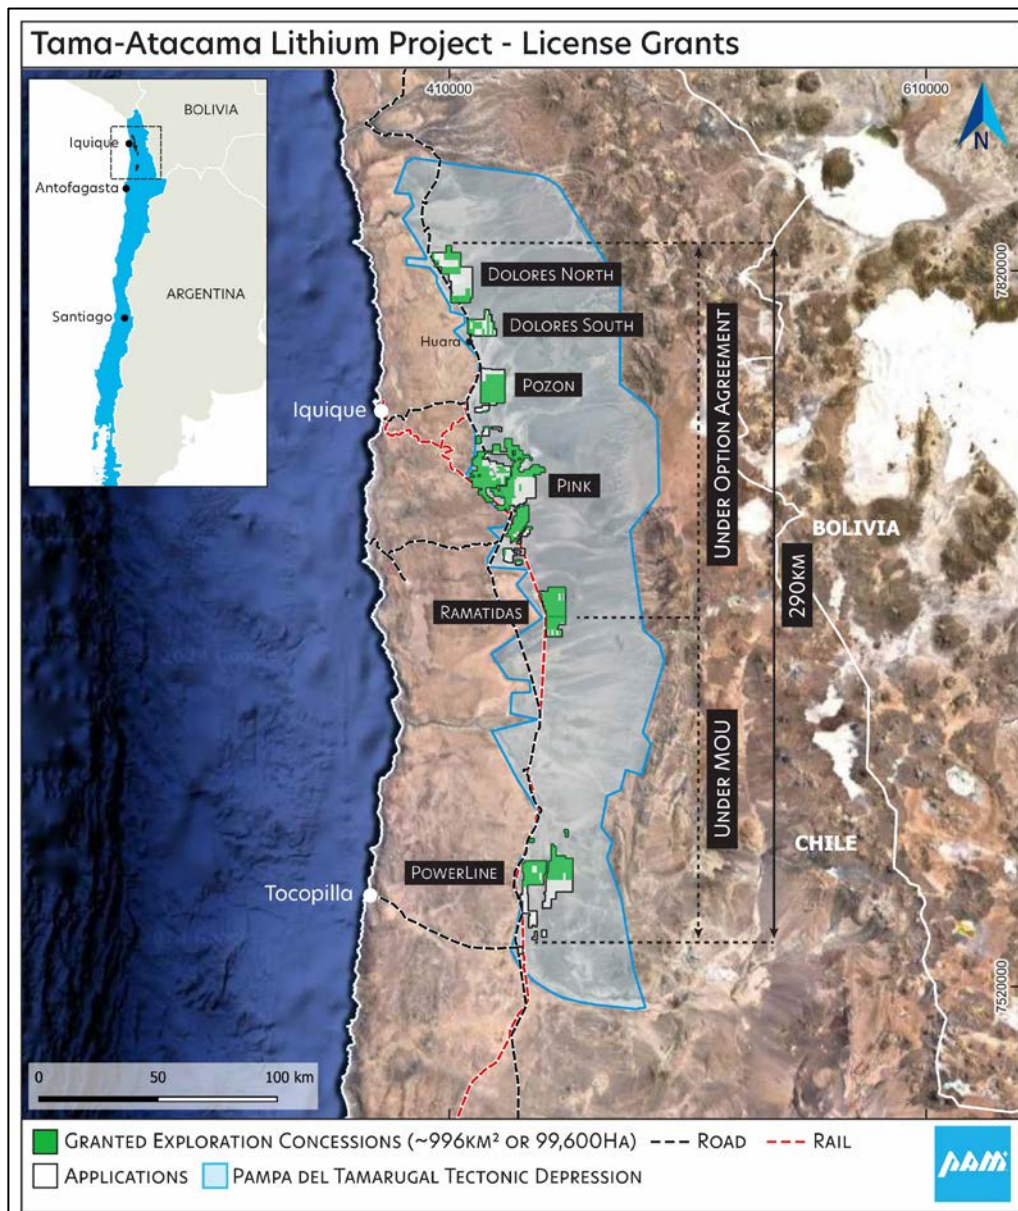 Tama-Atacama Lithium Project - License Grants
410000
610000
N
BOLIVIA
Iquique
Antofagasta
ARGENTINA
Santiago
7820000
DOLORES NORTH
DOLORES SOUTH
Huara
POZON
Iquique
PINK
UNDER OPTION AGREEMENT
BOLIVIA
290KM
RAMATIDAS
UNDER MOU
CHILE
POWERLINE
Tocopilla
7520000
0 50 100 km
GRANTED EXPLORATION CONCESSIONS (~996KM² OR 99,600HA) ROAD RAIL
APPLICATIONS PAMPA DEL TAMARUGAL TECTONIC DEPRESSION
PAM